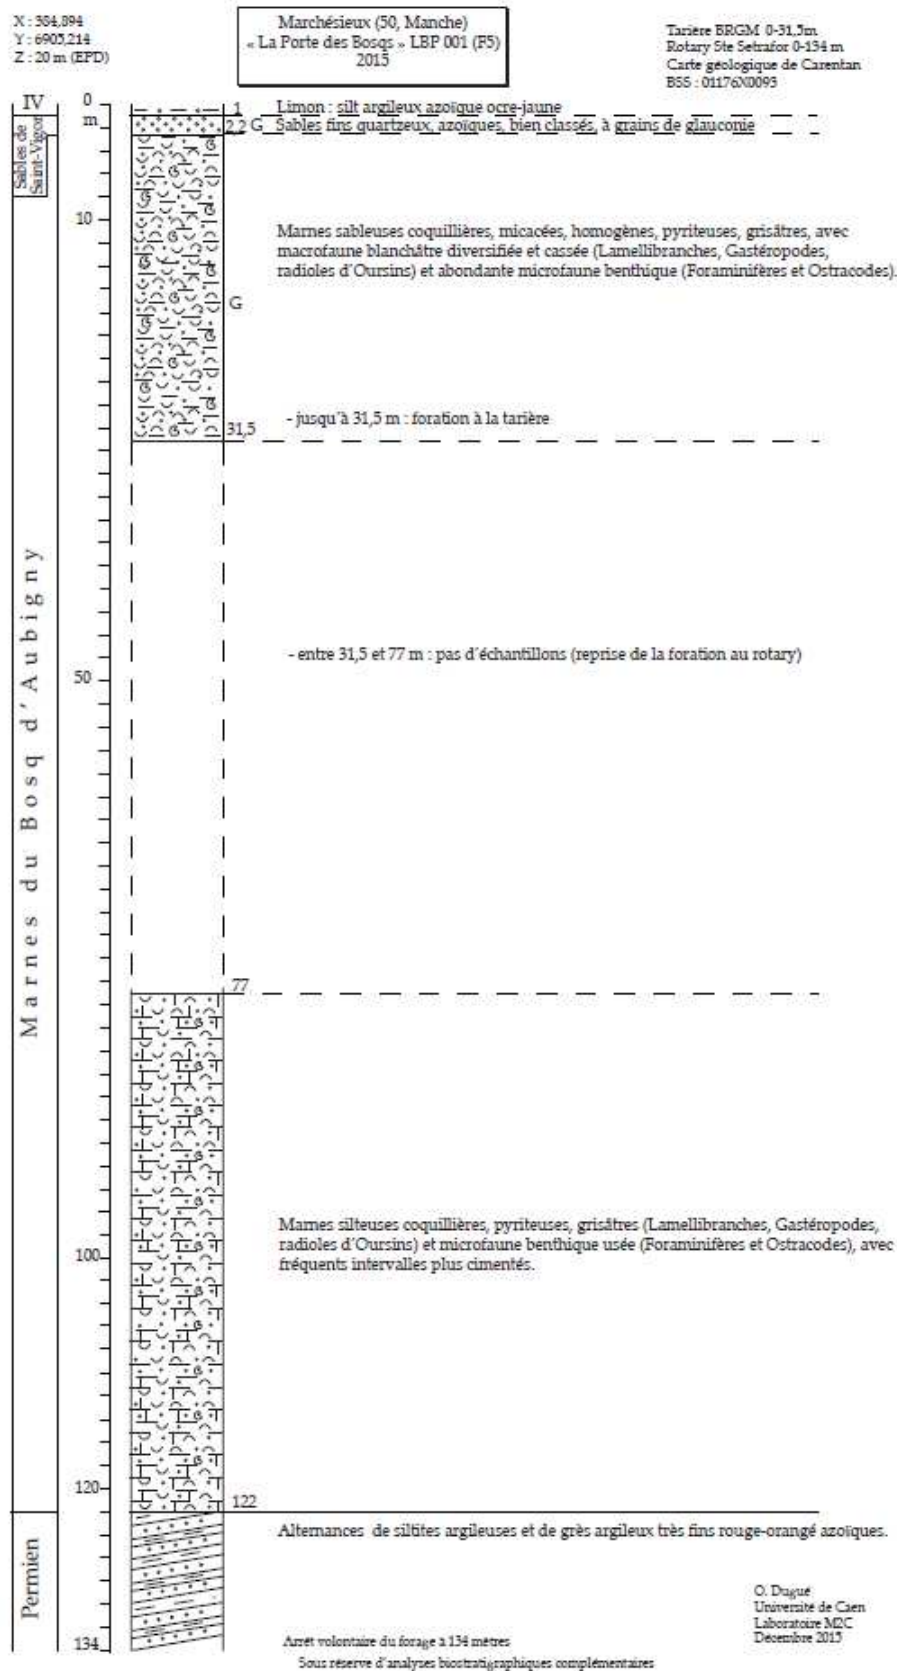 X : 384,894
Y : 6905,214
Z : 20 m (EPD)
Marchésieux (50, Manche)
« La Porte des Bosqs » LBP 001 (F5)
2015
Tarière BRGM 0-31,5m
Rotary Ste Setrafor 0-134 m
Carte géologique de Carentan
BSS : 01176X0093
IV
0
m
1
Limon : silt argileux azoïque ocre-jaune
2,2 G
Sables fins quartzeux, azoïques, bien classés, à grains de glauconie
Sables de
Saint-Vigor
10
Marnes sableuses coquillières, micacées, homogènes, pyriteuses, grisâtres, avec
macrofaune blanchâtre diversifiée et cassée (Lamellibranches, Gastéropodes,
radioles d'Oursins) et abondante microfaune benthique (Foraminifères et Ostracodes).
G
- jusqu'à 31,5 m : foration à la tarière
31,5
Marnes du Bosq d'Aubigny
- entre 31,5 et 77 m : pas d'échantillons (reprise de la foration au rotary)
50
77
Marnes silteuses coquillières, pyriteuses, grisâtres (Lamellibranches, Gastéropodes,
radioles d'Oursins) et microfaune benthique usée (Foraminifères et Ostracodes), avec
fréquents intervalles plus cimentés.
100
120
122
Alternances de siltites argileuses et de grès argileux très fins rouge-orangé azoïques.
Permien
O. Dugué
Université de Caen
Laboratoire M2C
Décembre 2015
134
Arrêt volontaire du forage à 134 mètres
Sous réserve d'analyses biostratigraphiques complémentaires